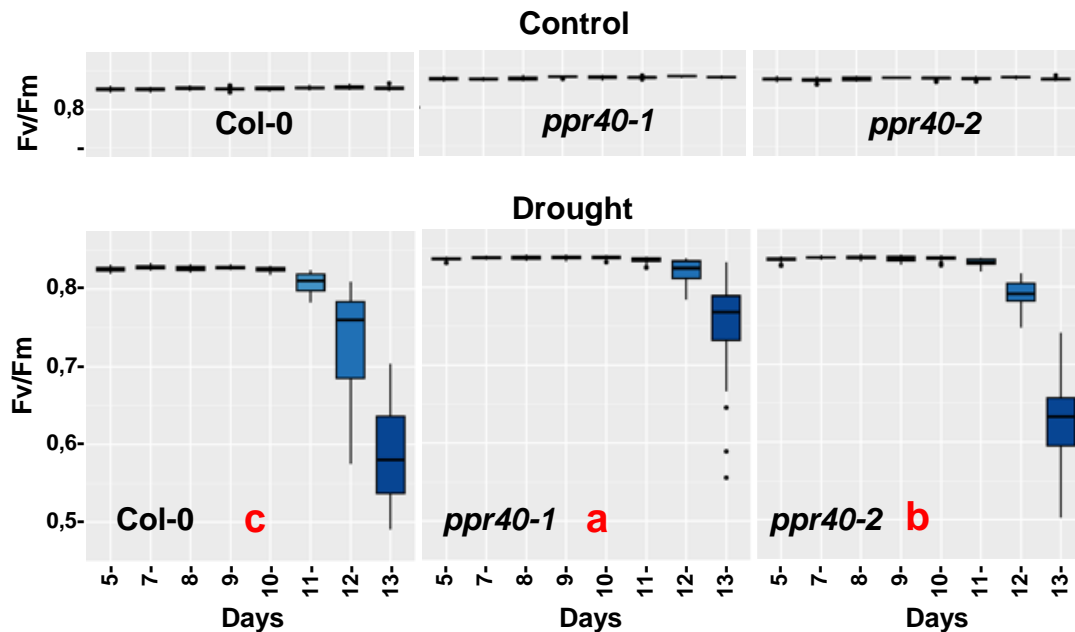 Control
Fv/Fm
0,8
-
Col-0
ppr40-1
ppr40-2
Drought
Fv/Fm
0,8-
0,7-
0,6-
0,5-
Col-0 c
ppr40-1 a
ppr40-2 b
5- 7- 8- 9- 10- 11- 12- 13-
5- 7- 8- 9- 10- 11- 12- 13-
5- 7- 8- 9- 10- 11- 12- 13-
Days
Days
Days